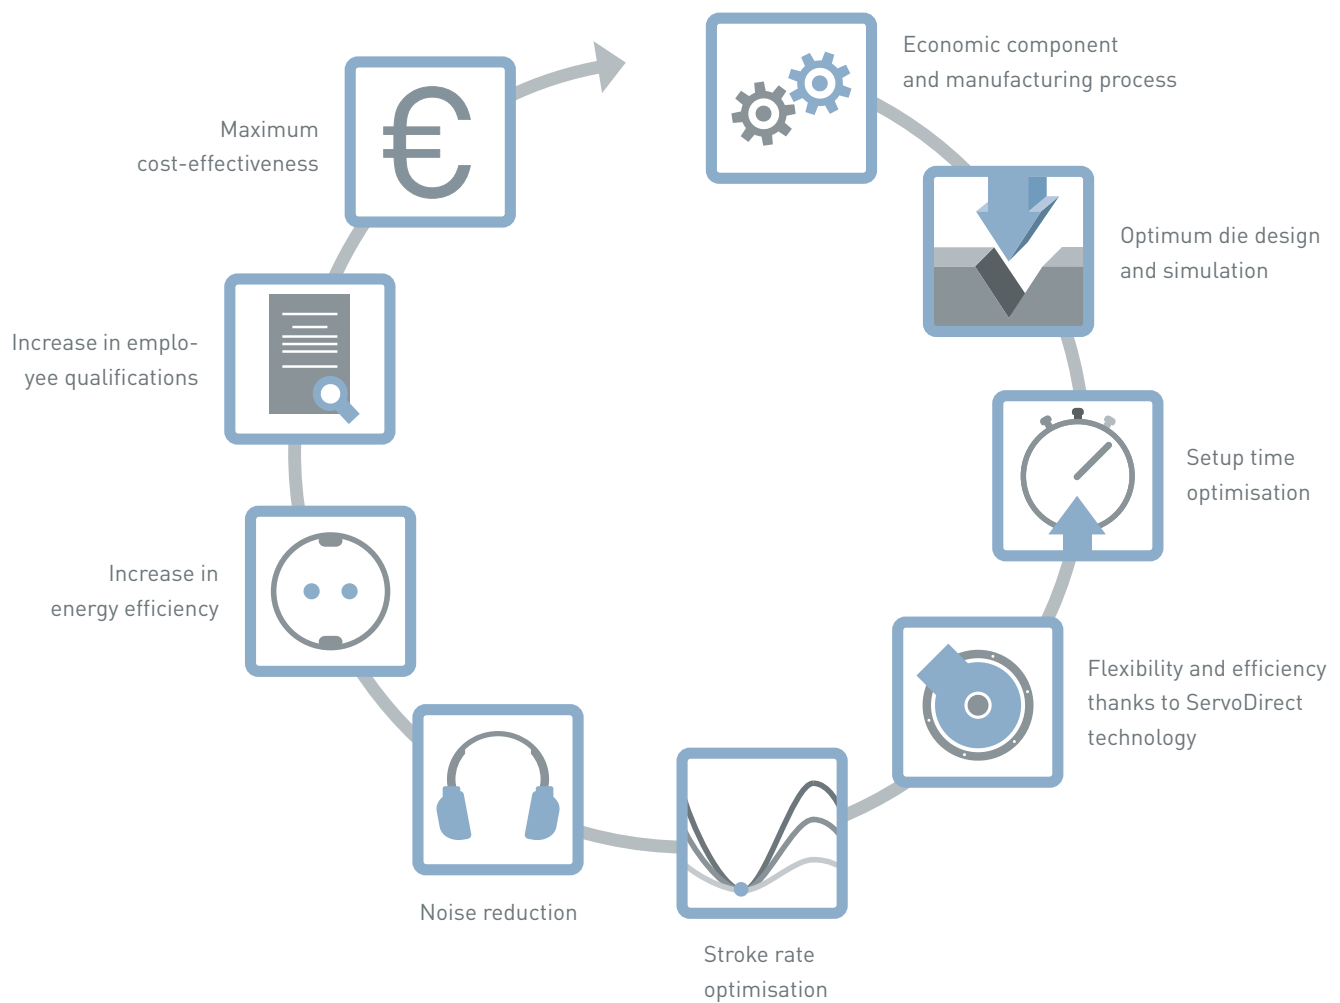 Economic component
and manufacturing process
Optimum die design
and simulation
Setup time
optimisation
Flexibility and efficiency
thanks to ServoDirect
technology
Stroke rate
optimisation
Noise reduction
Increase in
energy efficiency
Increase in emplo-
yee qualifications
Maximum
cost-effectiveness
€